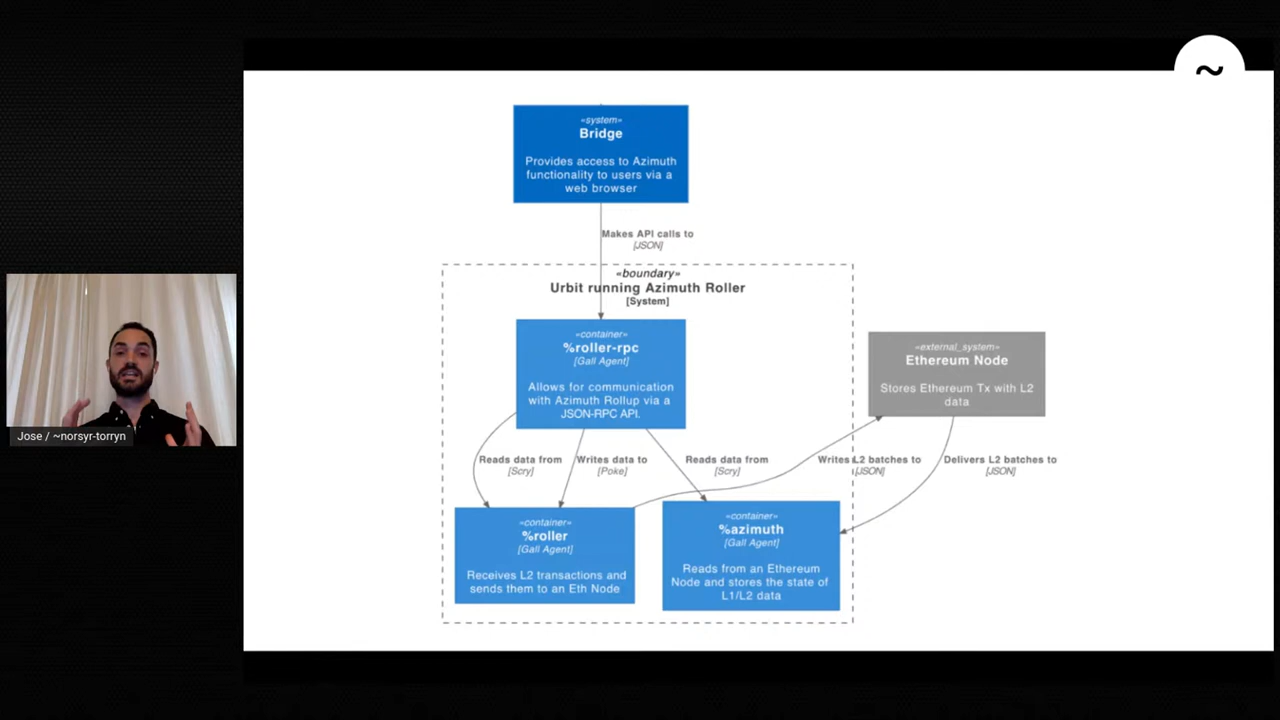 ~
«system»
Bridge
Provides access to Azimuth
functionality to users via a
web browser
Makes API calls to
[JSON]
«boundary»
Urbit running Azimuth Roller
[System]
«container»
%roller-rpc
[Gall Agent]
Allows for communication
with Azimuth Rollup via a
JSON-RPC API.
«external_system»
Ethereum Node
Stores Ethereum Tx with L2
data
Jose / ~norsyr-torryn
Reads data from
[Scry]
Writes data to
[Poke]
Reads data from
[Scry]
Writes L2 batches to
[JSON]
Delivers L2 batches to
[JSON]
«container»
%roller
[Gall Agent]
Receives L2 transactions and
sends them to an Eth Node
«container»
%azimuth
[Gall Agent]
Reads from an Ethereum
Node and stores the state of
L1/L2 data